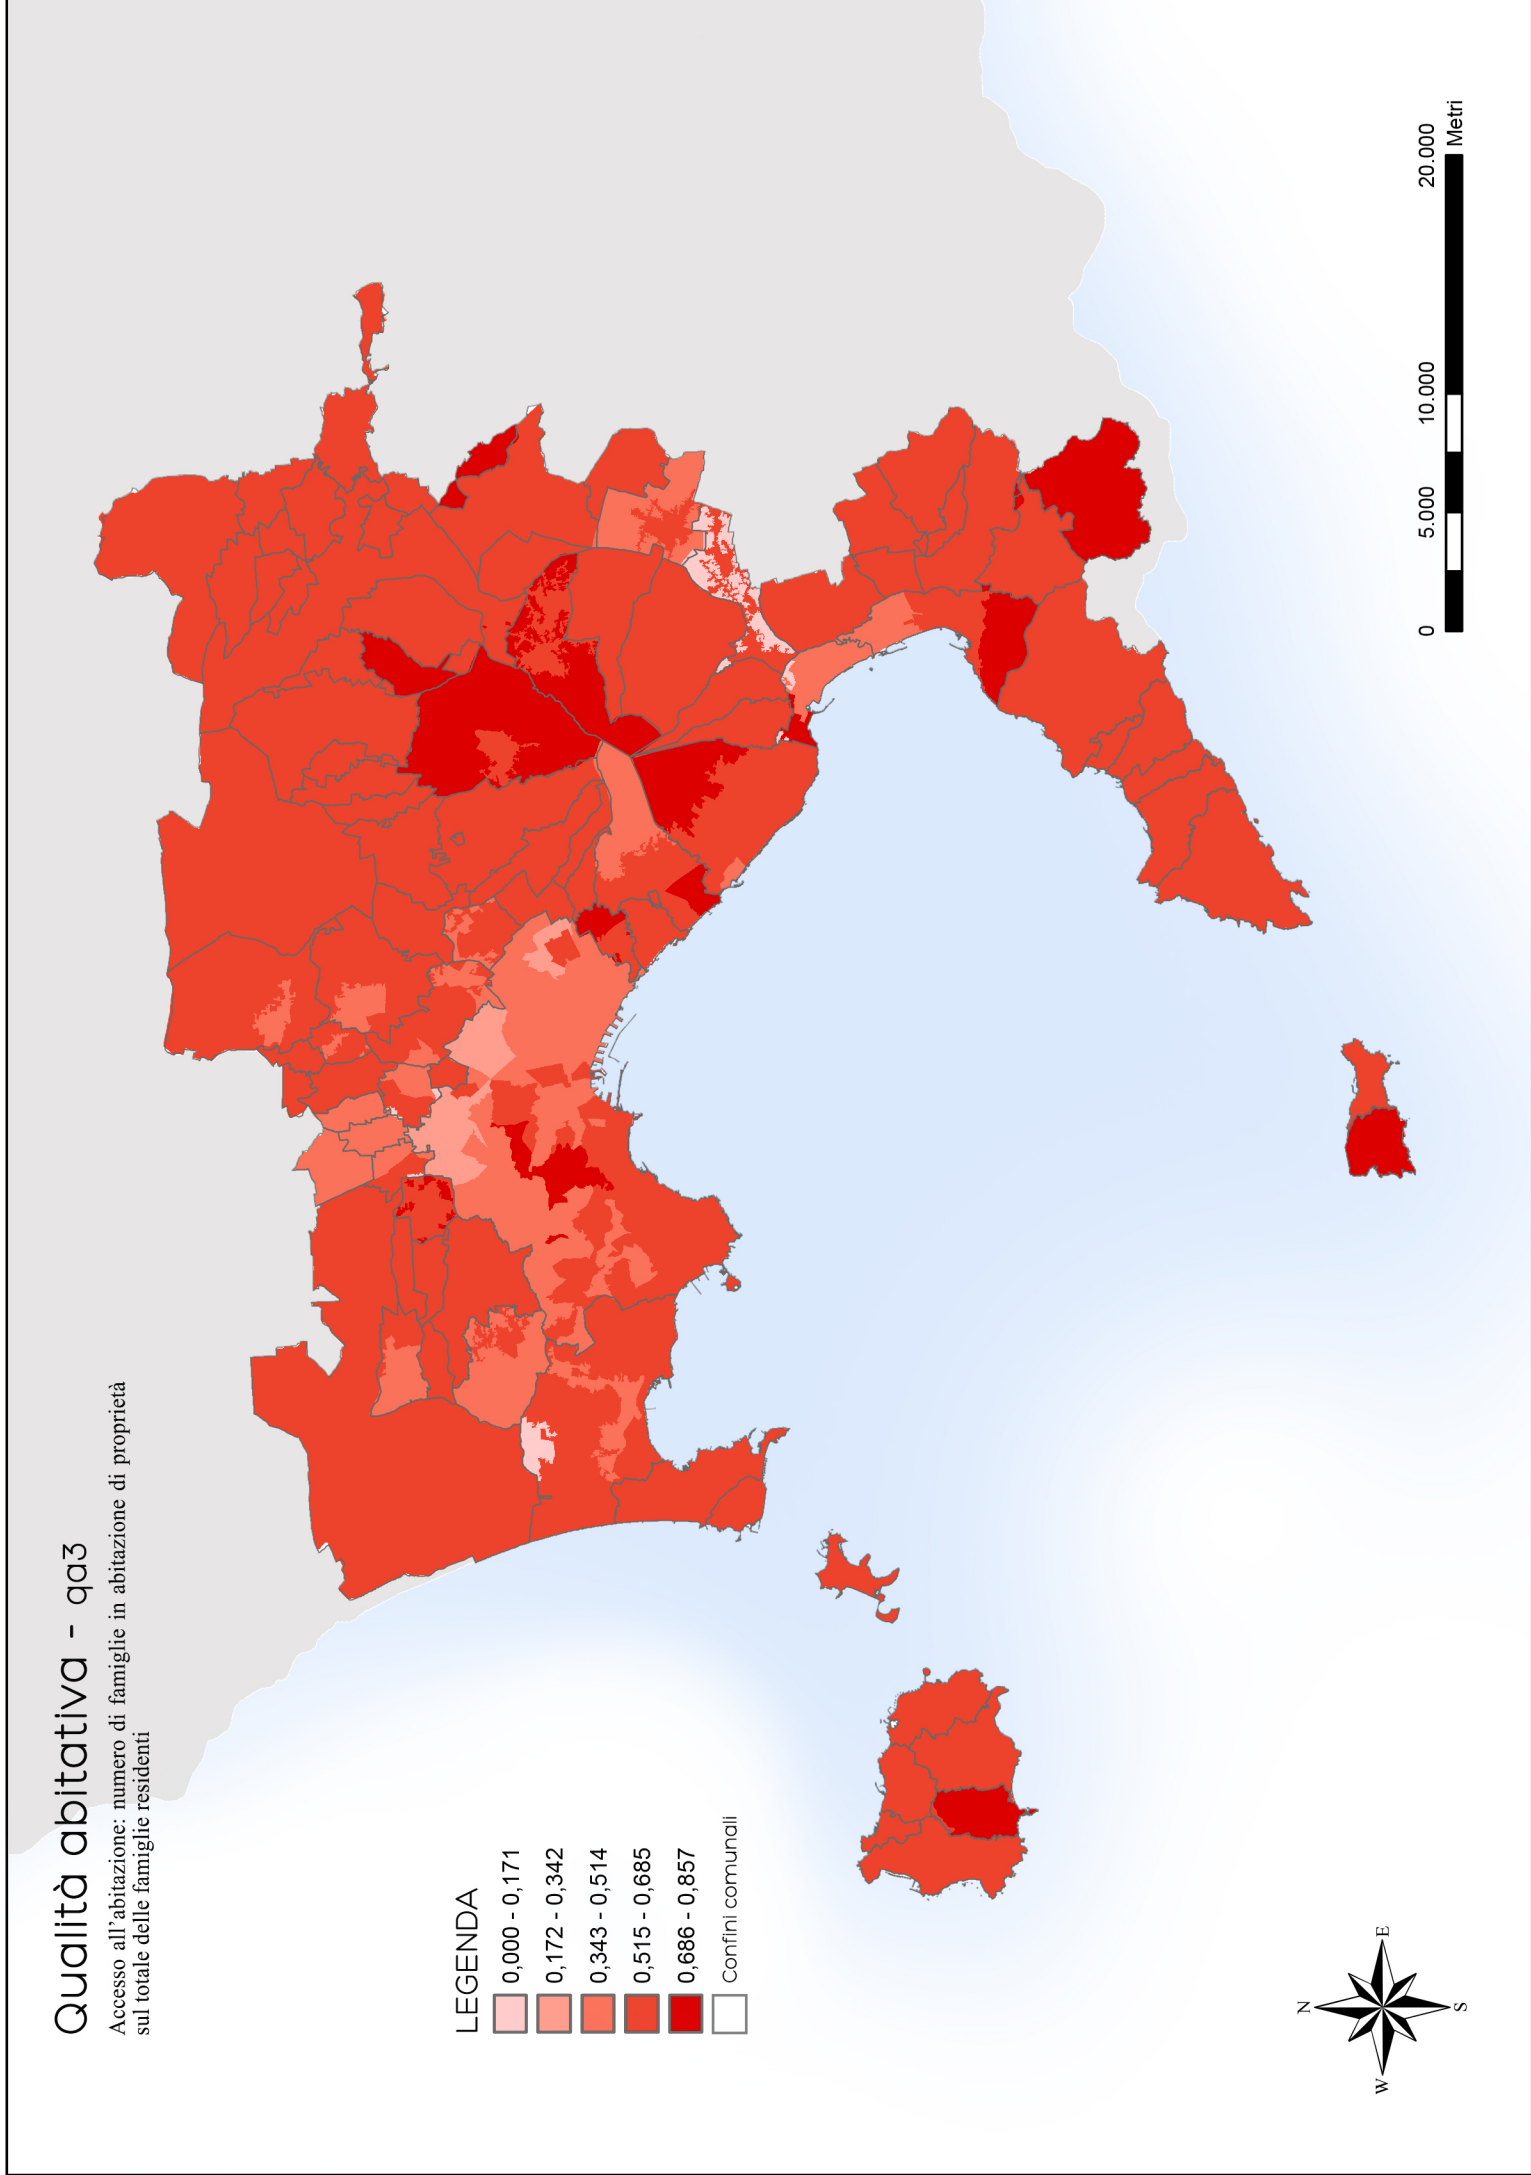 Qualità abitativa - qa3
Accesso all'abitazione: numero di famiglie in abitazione di proprietà
sul totale delle famiglie residenti
LEGENDA
0,000 - 0,171
0,172 - 0,342
0,343 - 0,514
0,515 - 0,685
0,686 - 0,857
Confini comunali
N
W
E
S
0 5.000 10.000 20.000
Metri